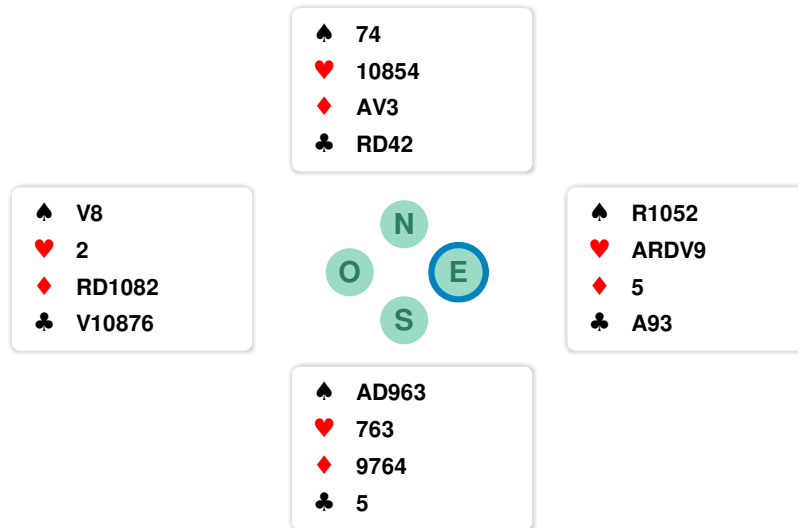 ♠ 74
♥ 10854
♦ AV3
♣ RD42
♠ V8
♥ 2
♦ RD1082
♣ V10876
N
O
E
S
♠ R1052
♥ ARDV9
♦ 5
♣ A93
♠ AD963
♥ 763
♦ 9764
♣ 5